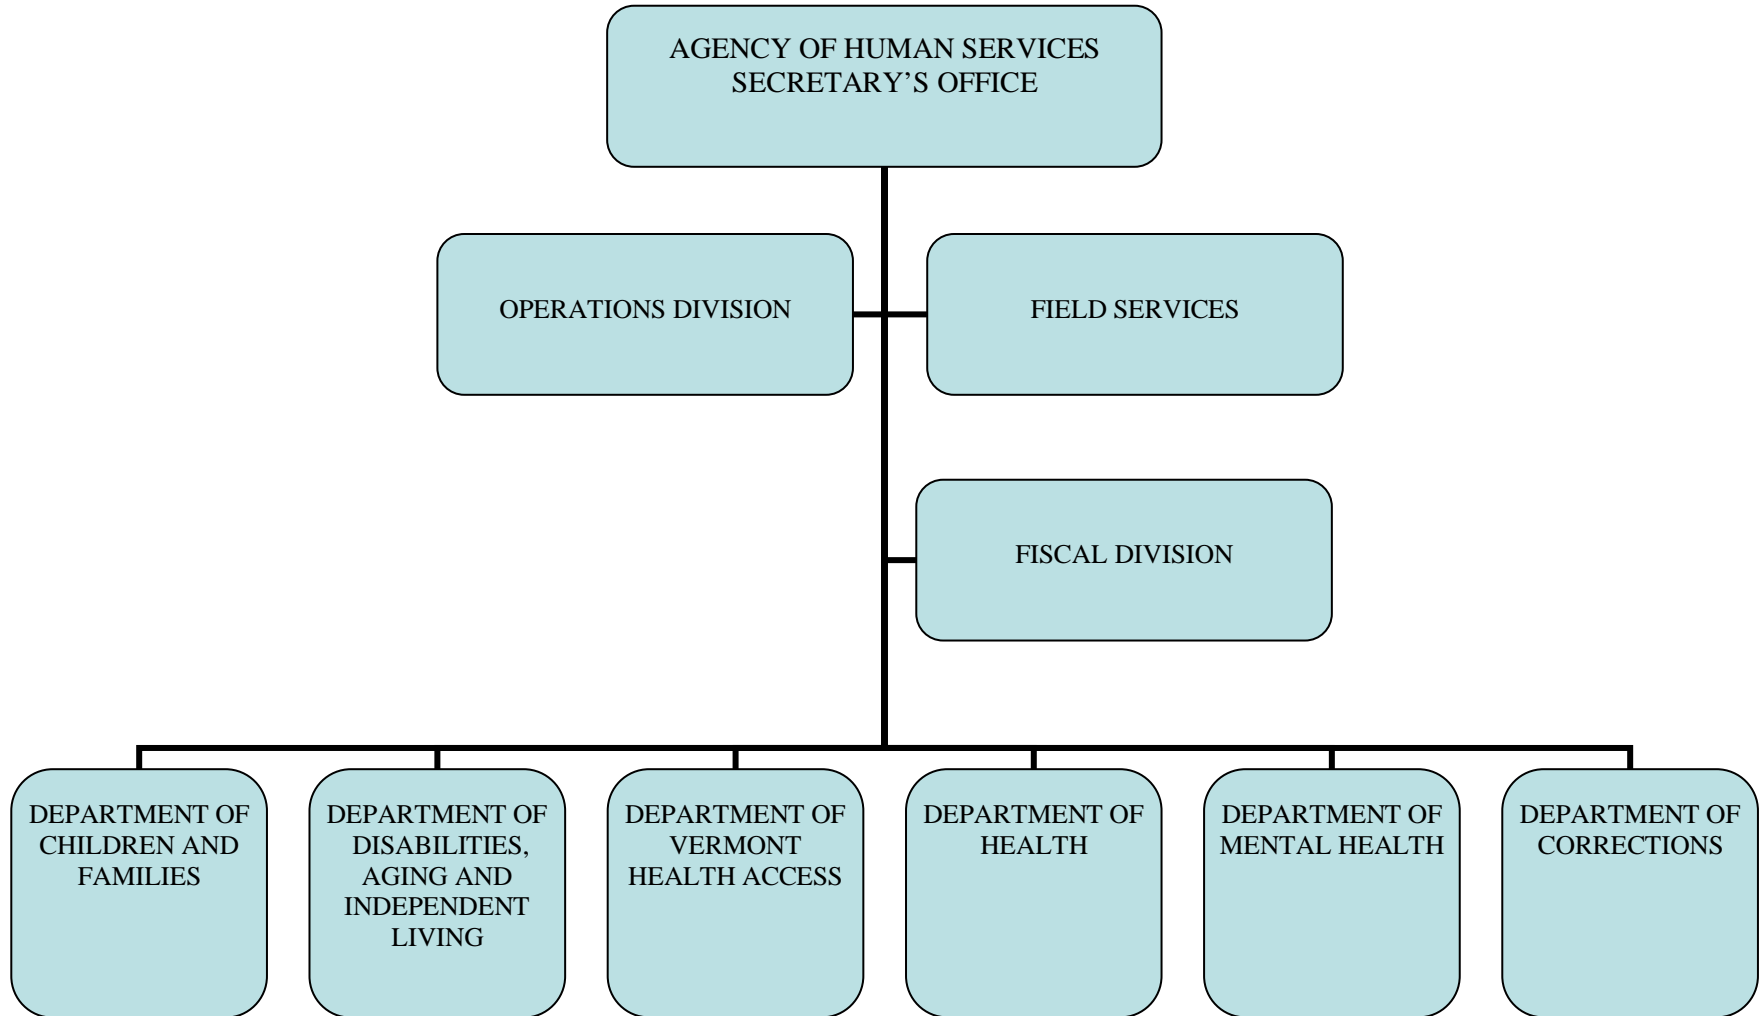 AGENCY OF HUMAN SERVICES
SECRETARY’S OFFICE
OPERATIONS DIVISION
FIELD SERVICES
FISCAL DIVISION
DEPARTMENT OF
CHILDREN AND
FAMILIES
DEPARTMENT OF
DISABILITIES,
AGING AND
INDEPENDENT
LIVING
DEPARTMENT OF
VERMONT
HEALTH ACCESS
DEPARTMENT OF
HEALTH
DEPARTMENT OF
MENTAL HEALTH
DEPARTMENT OF
CORRECTIONS